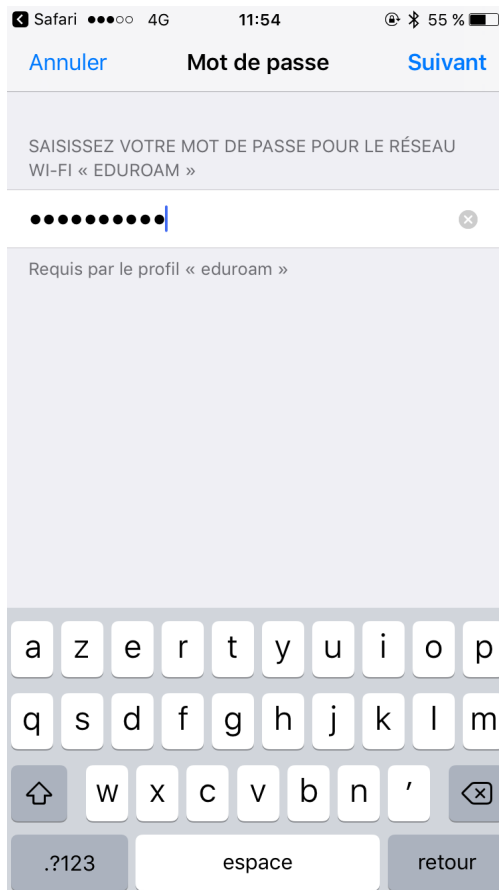 Safari 4G 11:54 55 %
Annuler Mot de passe Suivant
SAISISSEZ VOTRE MOT DE PASSE POUR LE RÉSEAU
WI-FI « EDUROAM »
••••••••••
Requis par le profil « eduroam »
a z e r t y u i o p
q s d f g h j k l m
w x c v b n ’
.?123 espace retour